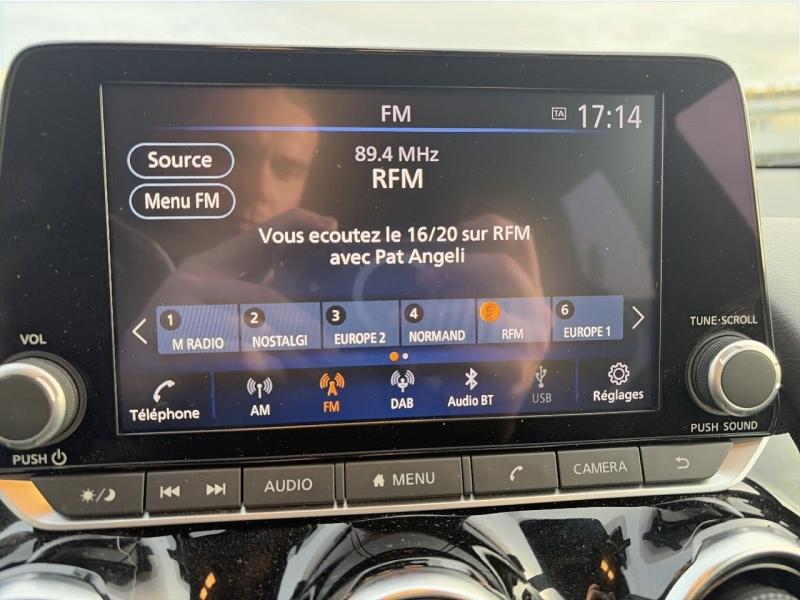 FM
TA 17:14
Source
89.4 MHz
RFM
Menu FM
Vous ecoutez le 16/20 sur RFM
avec Pat Angeli
1 M RADIO
2 NOSTALGI
3 EUROPE 2
4 NORMAND
5 RFM
6 EUROPE 1
Téléphone
AM
FM
DAB
Audio BT
USB
Réglages
VOL
PUSH
TUNE·SCROLL
PUSH SOUND
AUDIO
MENU
CAMERA